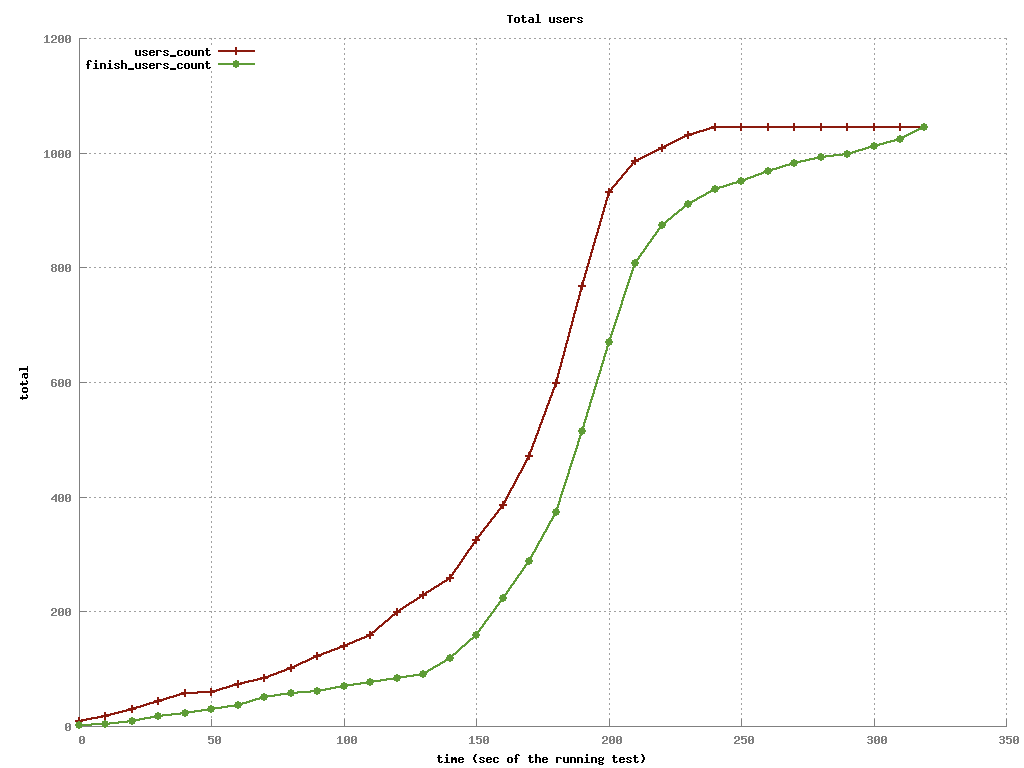 Total users
1200
1000
800
600
400
200
0
users_count
finish_users_count
total
0 50 100 150 200 250 300 350
time (sec of the running test)